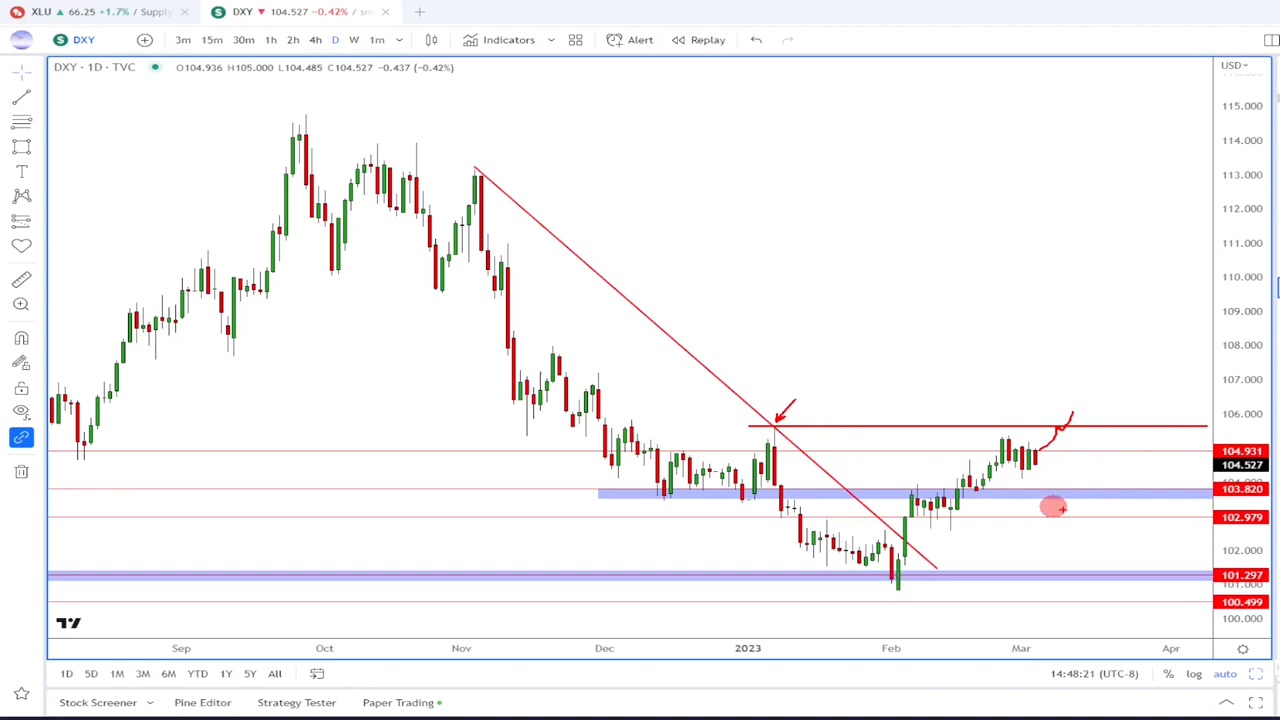 XLU ▲ 66.25 +1.7% / Supply
DXY ▼ 104.527 −0.42% /
DXY 3m 15m 30m 1h 2h 4h D W 1m Indicators Alert Replay
DXY · 1D · TVC O104.936 H105.000 L104.485 C104.527 −0.437 (−0.42%)
USD
115.000
114.000
113.000
112.000
111.000
110.000
109.000
108.000
107.000
106.000
104.931
104.527
103.820
102.979
102.000
101.297
101.000
100.499
100.000
Sep Oct Nov Dec 2023 Feb Mar Apr
1D 5D 1M 3M 6M YTD 1Y 5Y All 14:48:21 (UTC-8) % log auto
Stock Screener Pine Editor Strategy Tester Paper Trading